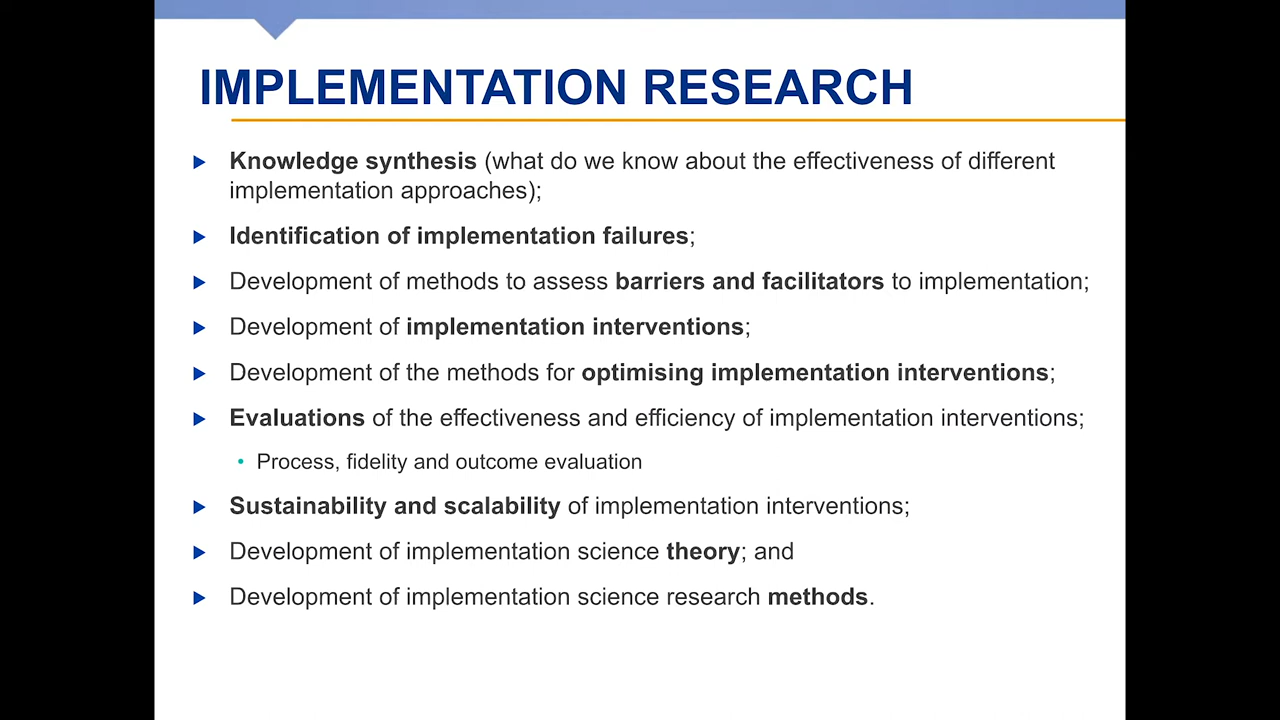 IMPLEMENTATION RESEARCH
Knowledge synthesis (what do we know about the effectiveness of different
implementation approaches);
Identification of implementation failures;
Development of methods to assess barriers and facilitators to implementation;
Development of implementation interventions;
Development of the methods for optimising implementation interventions;
Evaluations of the effectiveness and efficiency of implementation interventions;
Process, fidelity and outcome evaluation
Sustainability and scalability of implementation interventions;
Development of implementation science theory; and
Development of implementation science research methods.